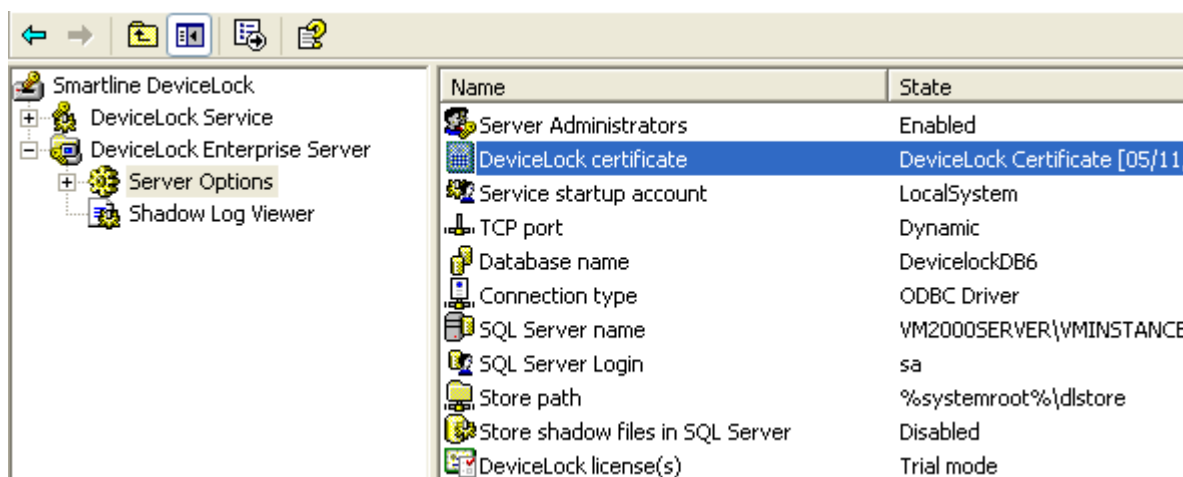 Smartline DeviceLock
DeviceLock Service
DeviceLock Enterprise Server
Server Options
Shadow Log Viewer
Name State
Server Administrators Enabled
DeviceLock certificate DeviceLock Certificate [05/11
Service startup account LocalSystem
TCP port Dynamic
Database name DevicelockDB6
Connection type ODBC Driver
SQL Server name VM2000SERVER\VMINSTANCE
SQL Server Login sa
Store path %systemroot%\dlstore
Store shadow files in SQL Server Disabled
DeviceLock license(s) Trial mode